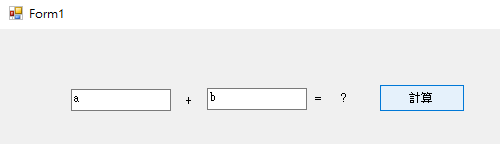 Form1
a + b = ? 計算